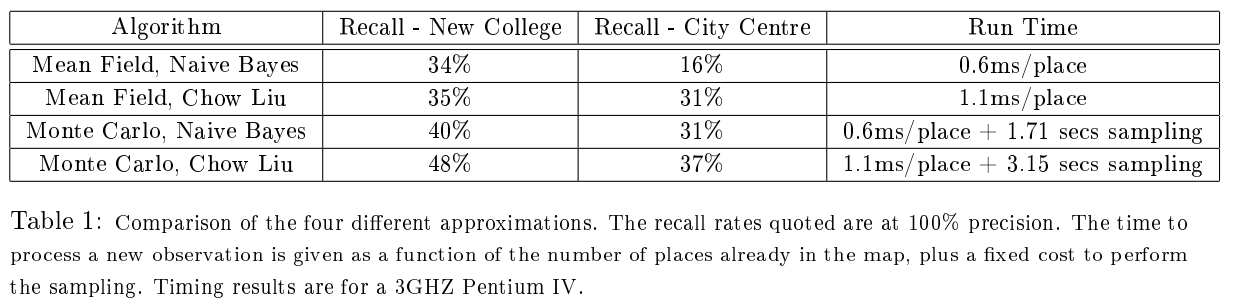 Algorithm Recall - New College Recall - City Centre Run Time
Mean Field, Naive Bayes 34% 16% 0.6ms/place
Mean Field, Chow Liu 35% 31% 1.1ms/place
Monte Carlo, Naive Bayes 40% 31% 0.6ms/place + 1.71 secs sampling
Monte Carlo, Chow Liu 48% 37% 1.1ms/place + 3.15 secs sampling
Table 1: Comparison of the four different approximations. The recall rates quoted are at 100% precision. The time to
process a new observation is given as a function of the number of places already in the map, plus a fixed cost to perform
the sampling. Timing results are for a 3GHZ Pentium IV.